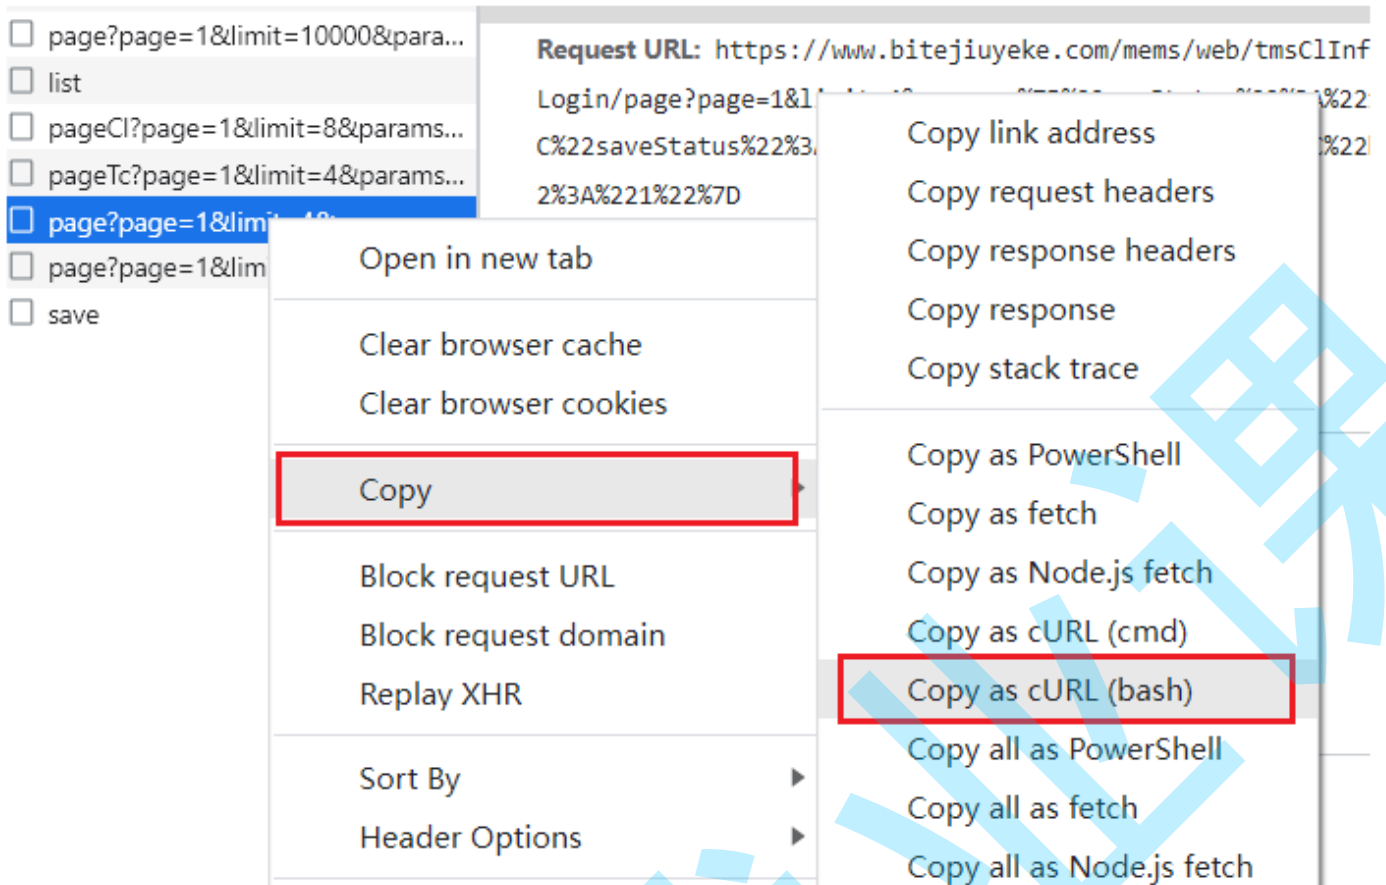 page?page=1&limit=10000&para...
list
pageCl?page=1&limit=8&params...
pageTc?page=1&limit=4&params...
page?page=1&lim
page?page=1&lim
save
Request URL: https://www.bitejiuyeke.com/mems/web/tmsClInf
Login/page?page=1&l
C%22saveStatus%22%3
2%3A%221%22%7D
Open in new tab
Clear browser cache
Clear browser cookies
Copy
Block request URL
Block request domain
Replay XHR
Sort By
Header Options
Copy link address
Copy request headers
Copy response headers
Copy response
Copy stack trace
Copy as PowerShell
Copy as fetch
Copy as Node.js fetch
Copy as cURL (cmd)
Copy as cURL (bash)
Copy all as PowerShell
Copy all as fetch
Copy all as Node.js fetch
业课